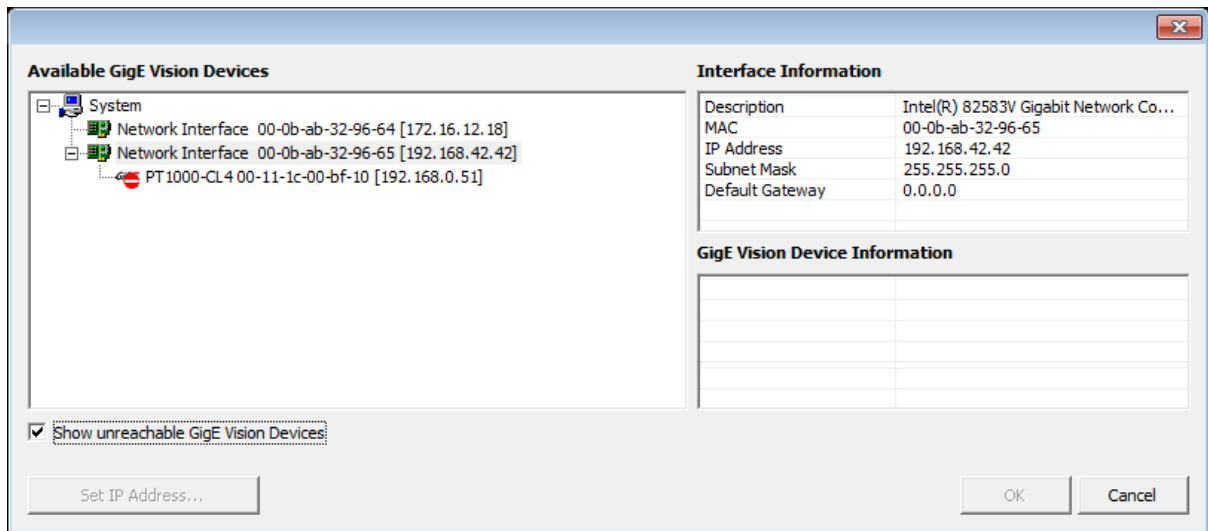 Available GigE Vision Devices
System
Network Interface 00-0b-ab-32-96-64 [172.16.12.18]
Network Interface 00-0b-ab-32-96-65 [192.168.42.42]
PT1000-CL4 00-11-1c-00-bf-10 [192.168.0.51]
Show unreachable GigE Vision Devices
Set IP Address...
Interface Information
Description Intel(R) 82583V Gigabit Network Co...
MAC 00-0b-ab-32-96-65
IP Address 192.168.42.42
Subnet Mask 255.255.255.0
Default Gateway 0.0.0.0
GigE Vision Device Information
OK Cancel